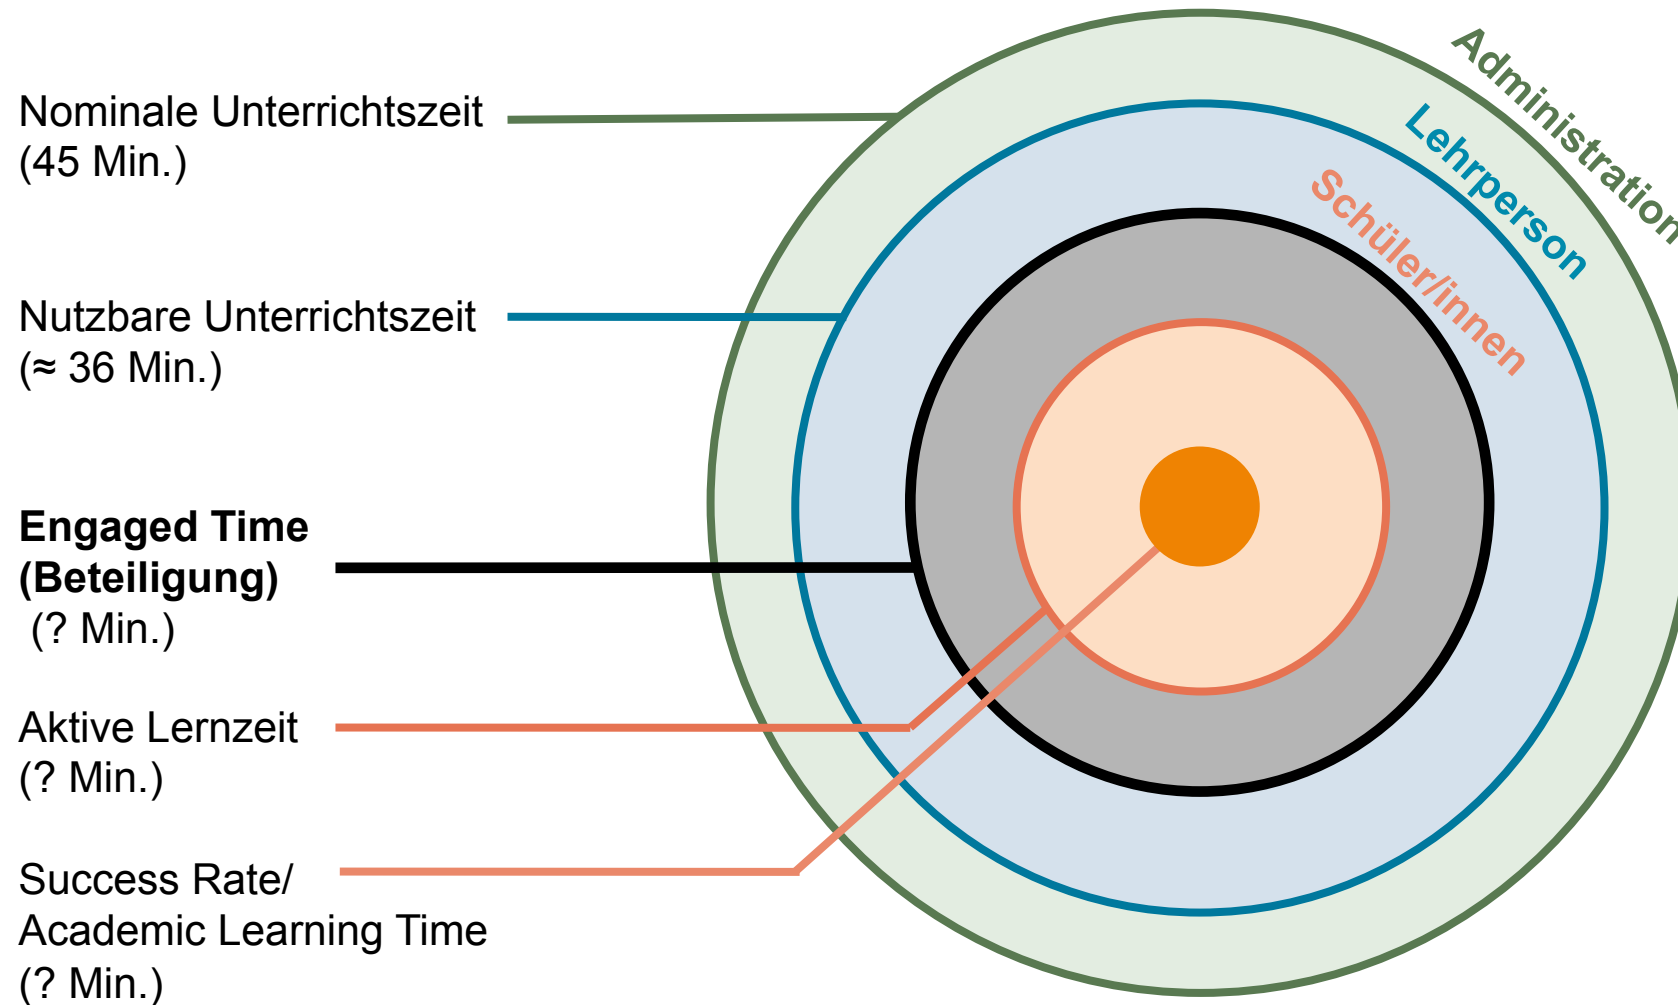 Nominale Unterrichtszeit
(45 Min.)
Nutzbare Unterrichtszeit
(≈ 36 Min.)
Engaged Time
(Beteiligung)
(? Min.)
Aktive Lernzeit
(? Min.)
Success Rate/
Academic Learning Time
(? Min.)
Administration
Lehrperson
Schüler/innen